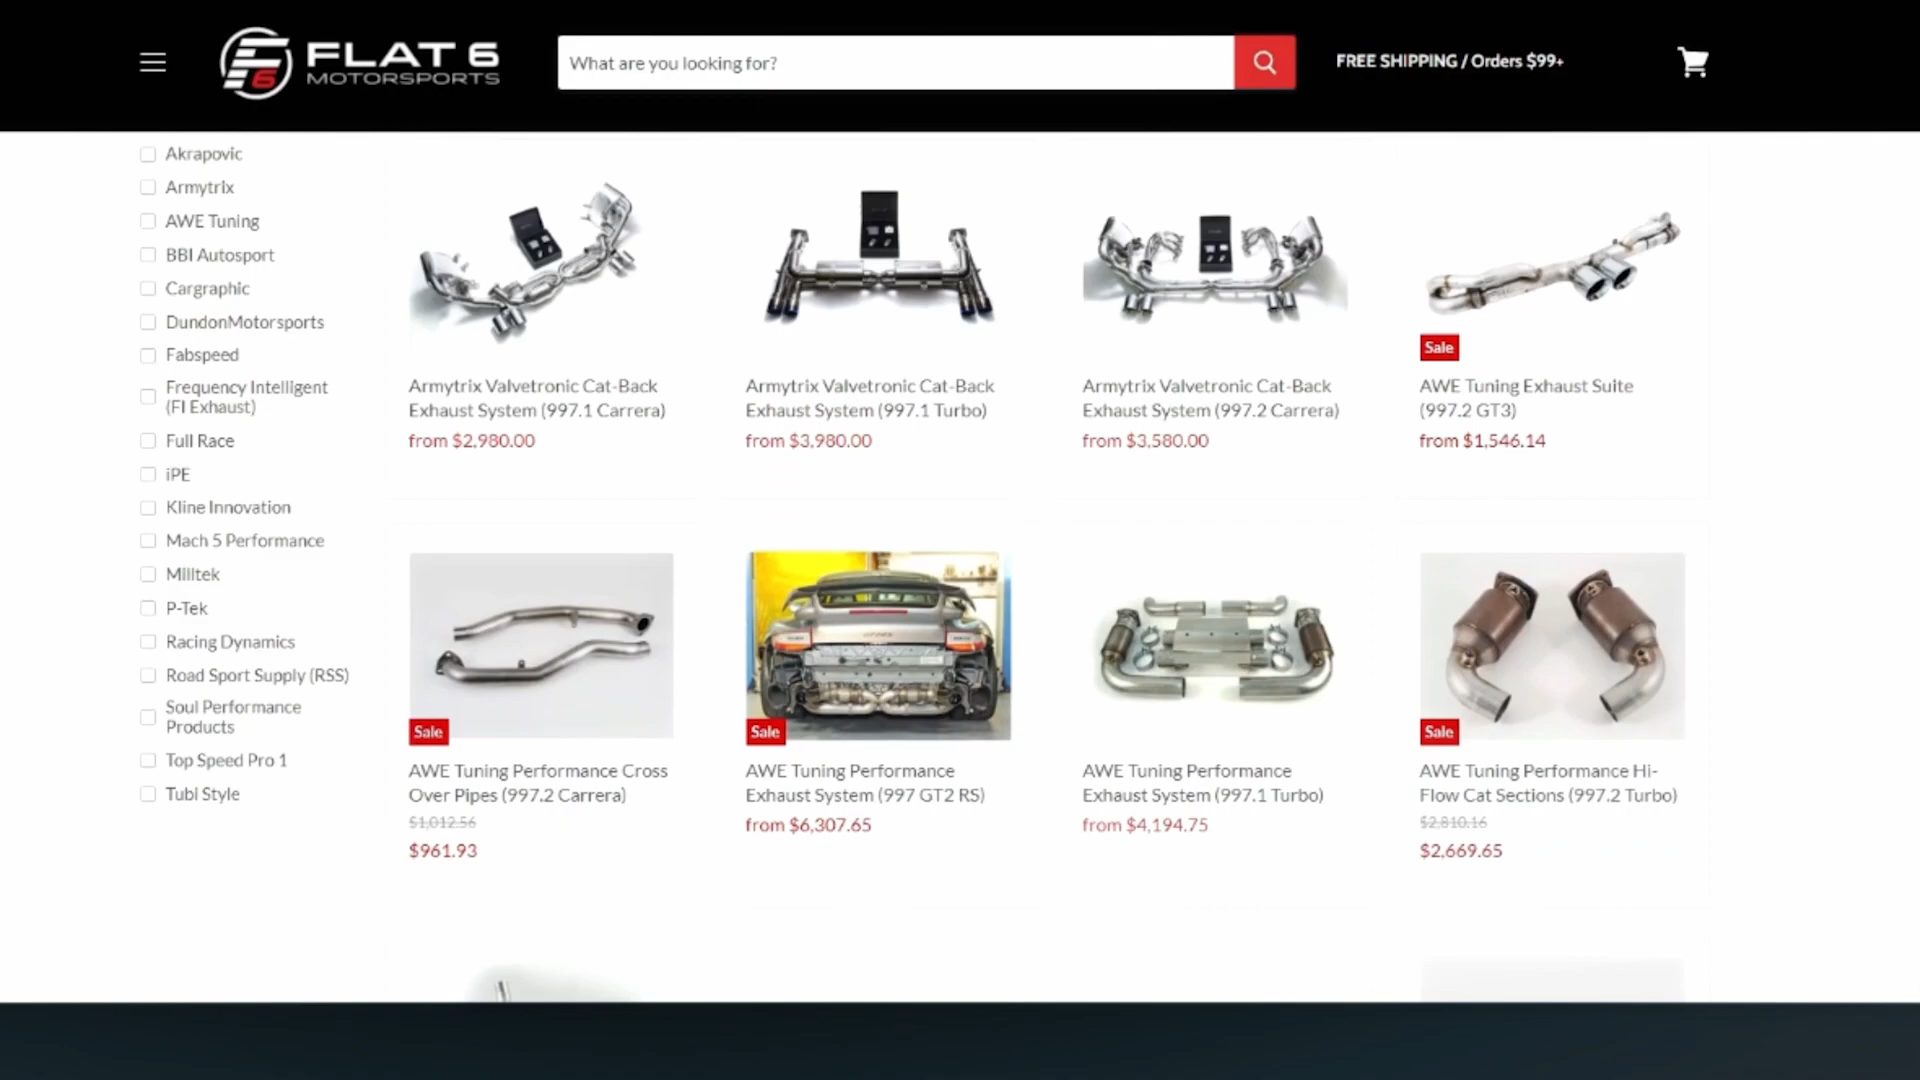 FLAT 6
MOTORSPORTS
What are you looking for?
FREE SHIPPING / Orders $99+
Akrapovic
Armytrix
AWE Tuning
BBI Autosport
Cargraphic
DundonMotorsports
Fabspeed
Frequency Intelligent
(FI Exhaust)
Full Race
iPE
Kline Innovation
Mach 5 Performance
Milltek
P-Tek
Racing Dynamics
Road Sport Supply (RSS)
Soul Performance
Products
Top Speed Pro 1
Tubi Style
Armytrix Valvetronic Cat-Back
Exhaust System (997.1 Carrera)
from $2,980.00
Armytrix Valvetronic Cat-Back
Exhaust System (997.1 Turbo)
from $3,980.00
Armytrix Valvetronic Cat-Back
Exhaust System (997.2 Carrera)
from $3,580.00
Sale
AWE Tuning Exhaust Suite
(997.2 GT3)
from $1,546.14
Sale
AWE Tuning Performance Cross
Over Pipes (997.2 Carrera)
$1,012.56
$961.93
Sale
AWE Tuning Performance
Exhaust System (997 GT2 RS)
from $6,307.65
AWE Tuning Performance
Exhaust System (997.1 Turbo)
from $4,194.75
Sale
AWE Tuning Performance Hi-
Flow Cat Sections (997.2 Turbo)
$2,810.16
$2,669.65